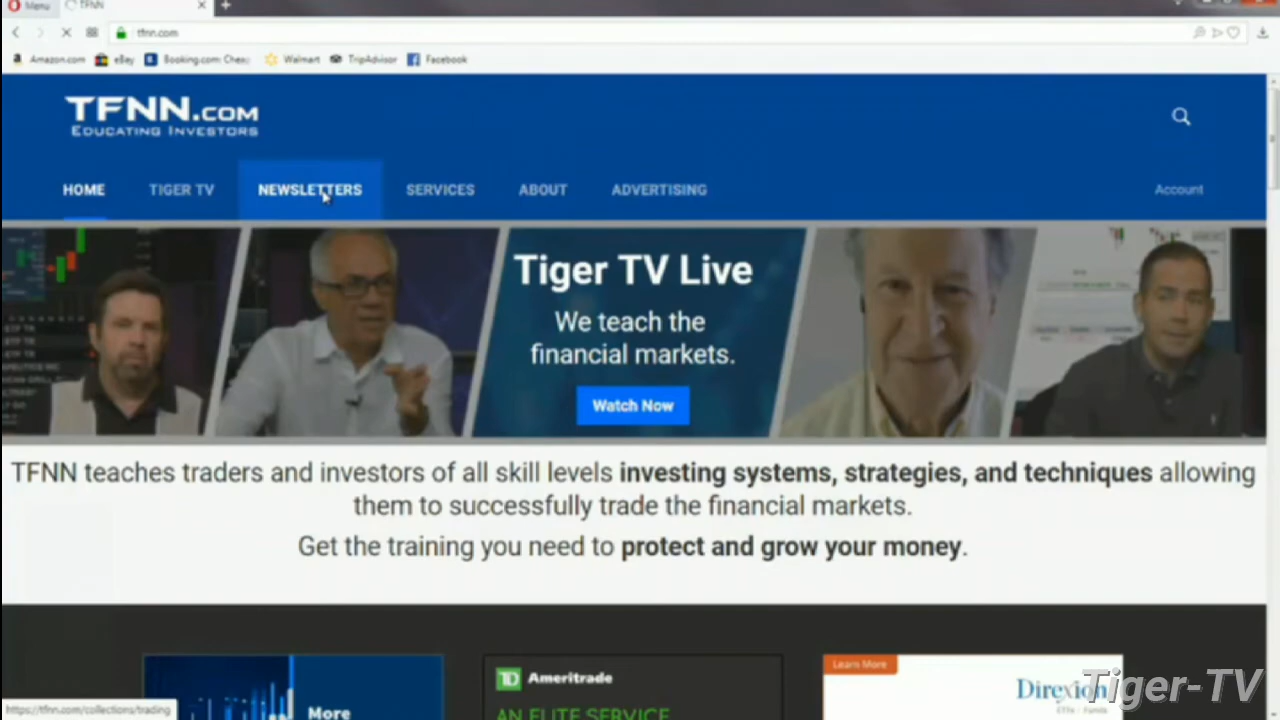 Menu
TFNN
tfnn.com
Amazon.com
eBay
Booking.com: Cheap
Walmart
TripAdvisor
Facebook
TFNN.COM
EDUCATING INVESTORS
HOME
TIGER TV
NEWSLETTERS
SERVICES
ABOUT
ADVERTISING
Account
Tiger TV Live
We teach the
financial markets.
Watch Now
TFNN teaches traders and investors of all skill levels investing systems, strategies, and techniques allowing
them to successfully trade the financial markets.
Get the training you need to protect and grow your money.
More
TD Ameritrade
AN ELITE SERVICE
Learn More
Direxion
Tiger-TV
https://tfnn.com/collections/trading